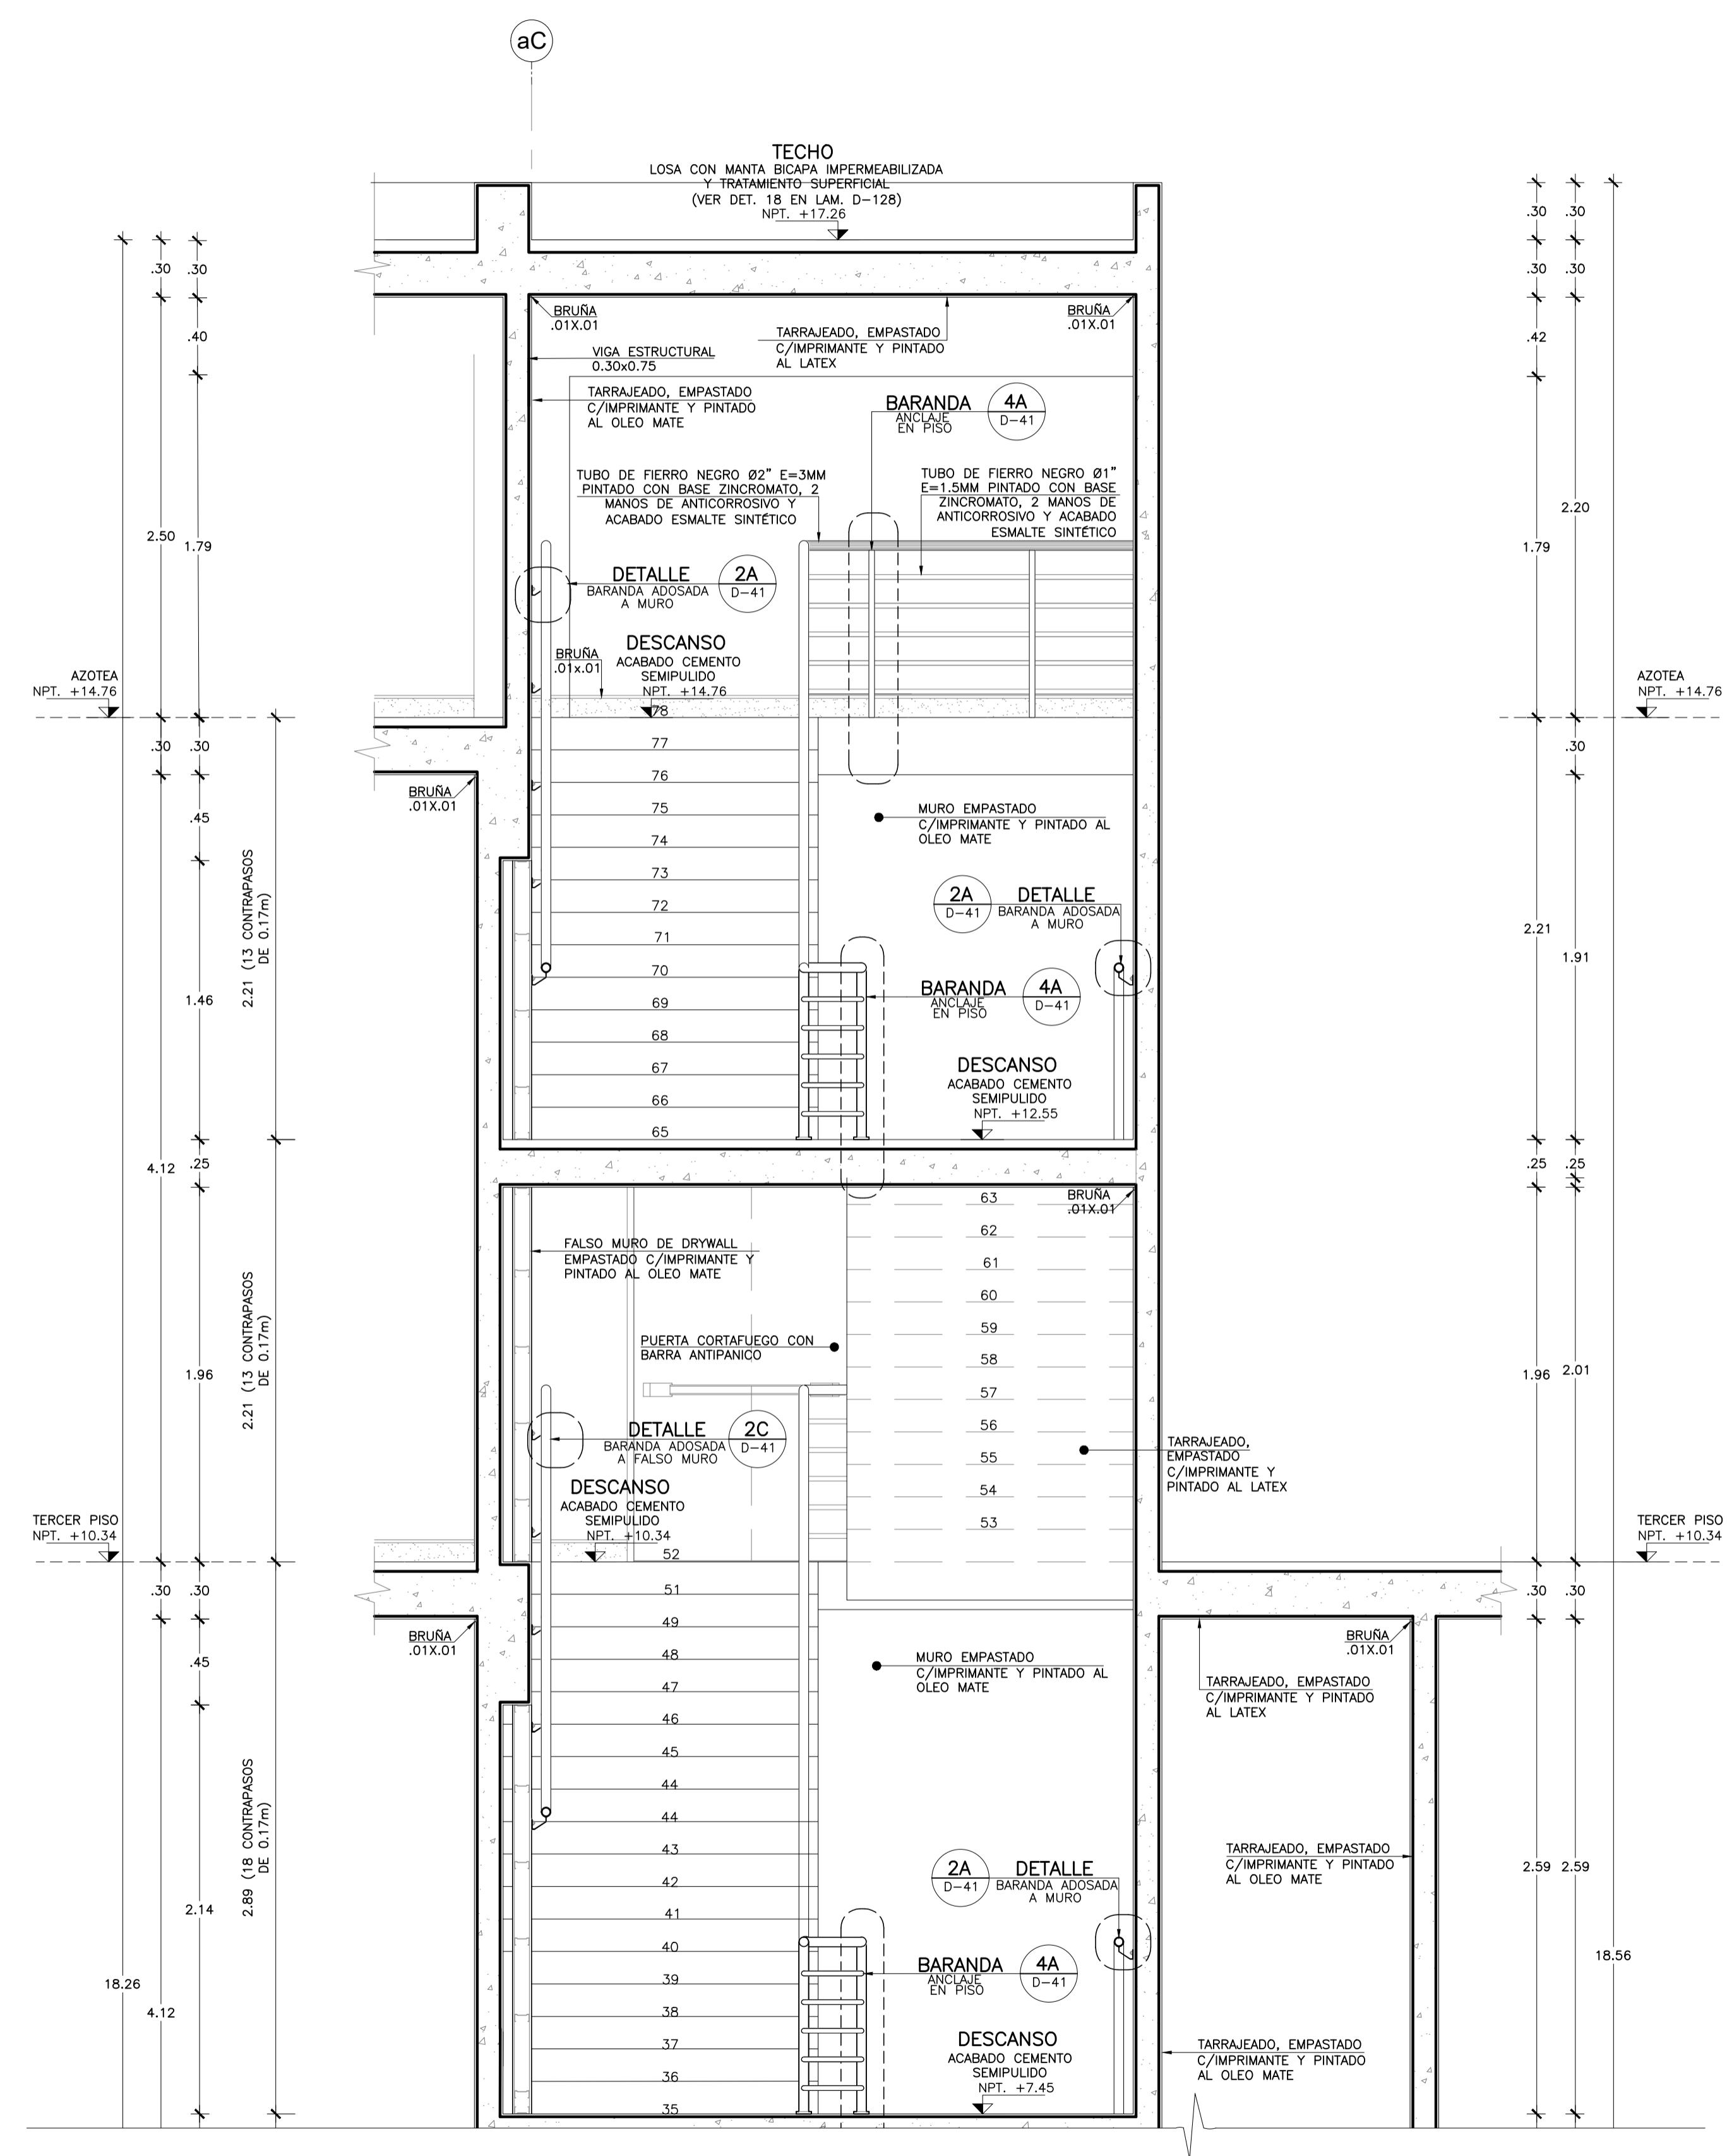 aC
TECHO
LOSA CON MANTA BICAPA IMPERMEABILIZADA
Y TRATAMIENTO SUPERFICIAL
(VER DET. 18 EN LAM. D-128)
NPT. +17.26
BRUÑA
.01X.01
BRUÑA
.01X.01
TARRAJEADO, EMPASTADO
C/IMPRIMANTE Y PINTADO
AL LATEX
VIGA ESTRUCTURAL
0.30x0.75
TARRAJEADO, EMPASTADO
C/IMPRIMANTE Y PINTADO
AL OLEO MATE
BARANDA
ANCLAJE
EN PISO
4A
D-41
TUBO DE FIERRO NEGRO Ø2" E=3MM
PINTADO CON BASE ZINCROMATO, 2
MANOS DE ANTICORROSIVO Y
ACABADO ESMALTE SINTÉTICO
TUBO DE FIERRO NEGRO Ø1"
E=1.5MM PINTADO CON BASE
ZINCROMATO, 2 MANOS DE
ANTICORROSIVO Y ACABADO
ESMALTE SINTÉTICO
DETALLE
BARANDA ADOSADA
A MURO
2A
D-41
DESCANSO
ACABADO CEMENTO
SEMIPULIDO
NPT. +14.76
BRUÑA
.01x.01
78
77
76
75
74
73
72
71
70
69
68
67
66
65
BRUÑA
.01X.01
MURO EMPASTADO
C/IMPRIMANTE Y PINTADO AL
OLEO MATE
2A
D-41
DETALLE
BARANDA ADOSADA
A MURO
BARANDA
ANCLAJE
EN PISO
4A
D-41
DESCANSO
ACABADO CEMENTO
SEMIPULIDO
NPT. +12.55
BRUÑA
.01X.01
63
62
61
60
59
58
57
56
55
54
53
FALSO MURO DE DRYWALL
EMPASTADO C/IMPRIMANTE Y
PINTADO AL OLEO MATE
PUERTA CORTAFUEGO CON
BARRA ANTIPANICO
DETALLE
BARANDA ADOSADA
A FALSO MURO
2C
D-41
TARRAJEADO,
EMPASTADO
C/IMPRIMANTE Y
PINTADO AL LATEX
DESCANSO
ACABADO CEMENTO
SEMIPULIDO
NPT. +10.34
52
51
49
48
47
46
45
44
44
43
42
41
40
39
38
37
36
35
BRUÑA
.01X.01
MURO EMPASTADO
C/IMPRIMANTE Y PINTADO AL
OLEO MATE
BRUÑA
.01X.01
TARRAJEADO, EMPASTADO
C/IMPRIMANTE Y PINTADO
AL LATEX
TARRAJEADO, EMPASTADO
C/IMPRIMANTE Y PINTADO
AL OLEO MATE
2A
D-41
DETALLE
BARANDA ADOSADA
A MURO
BARANDA
ANCLAJE
EN PISO
4A
D-41
DESCANSO
ACABADO CEMENTO
SEMIPULIDO
NPT. +7.45
TARRAJEADO, EMPASTADO
C/IMPRIMANTE Y PINTADO
AL OLEO MATE
AZOTEA
NPT. +14.76
TERCER PISO
NPT. +10.34
18.26
.30
2.50
.30
4.12
.30
4.12
.30
.40
1.79
.30
.45
1.46
.25
1.96
.30
.45
2.14
2.21 (13 CONTRAPASOS
DE 0.17m)
2.21 (13 CONTRAPASOS
DE 0.17m)
2.89 (18 CONTRAPASOS
DE 0.17m)
.30
.30
.42
1.79
2.21
.25
1.96
.30
2.59
.30
.30
2.20
.30
1.91
.25
2.01
.30
2.59
18.56
AZOTEA
NPT. +14.76
TERCER PISO
NPT. +10.34